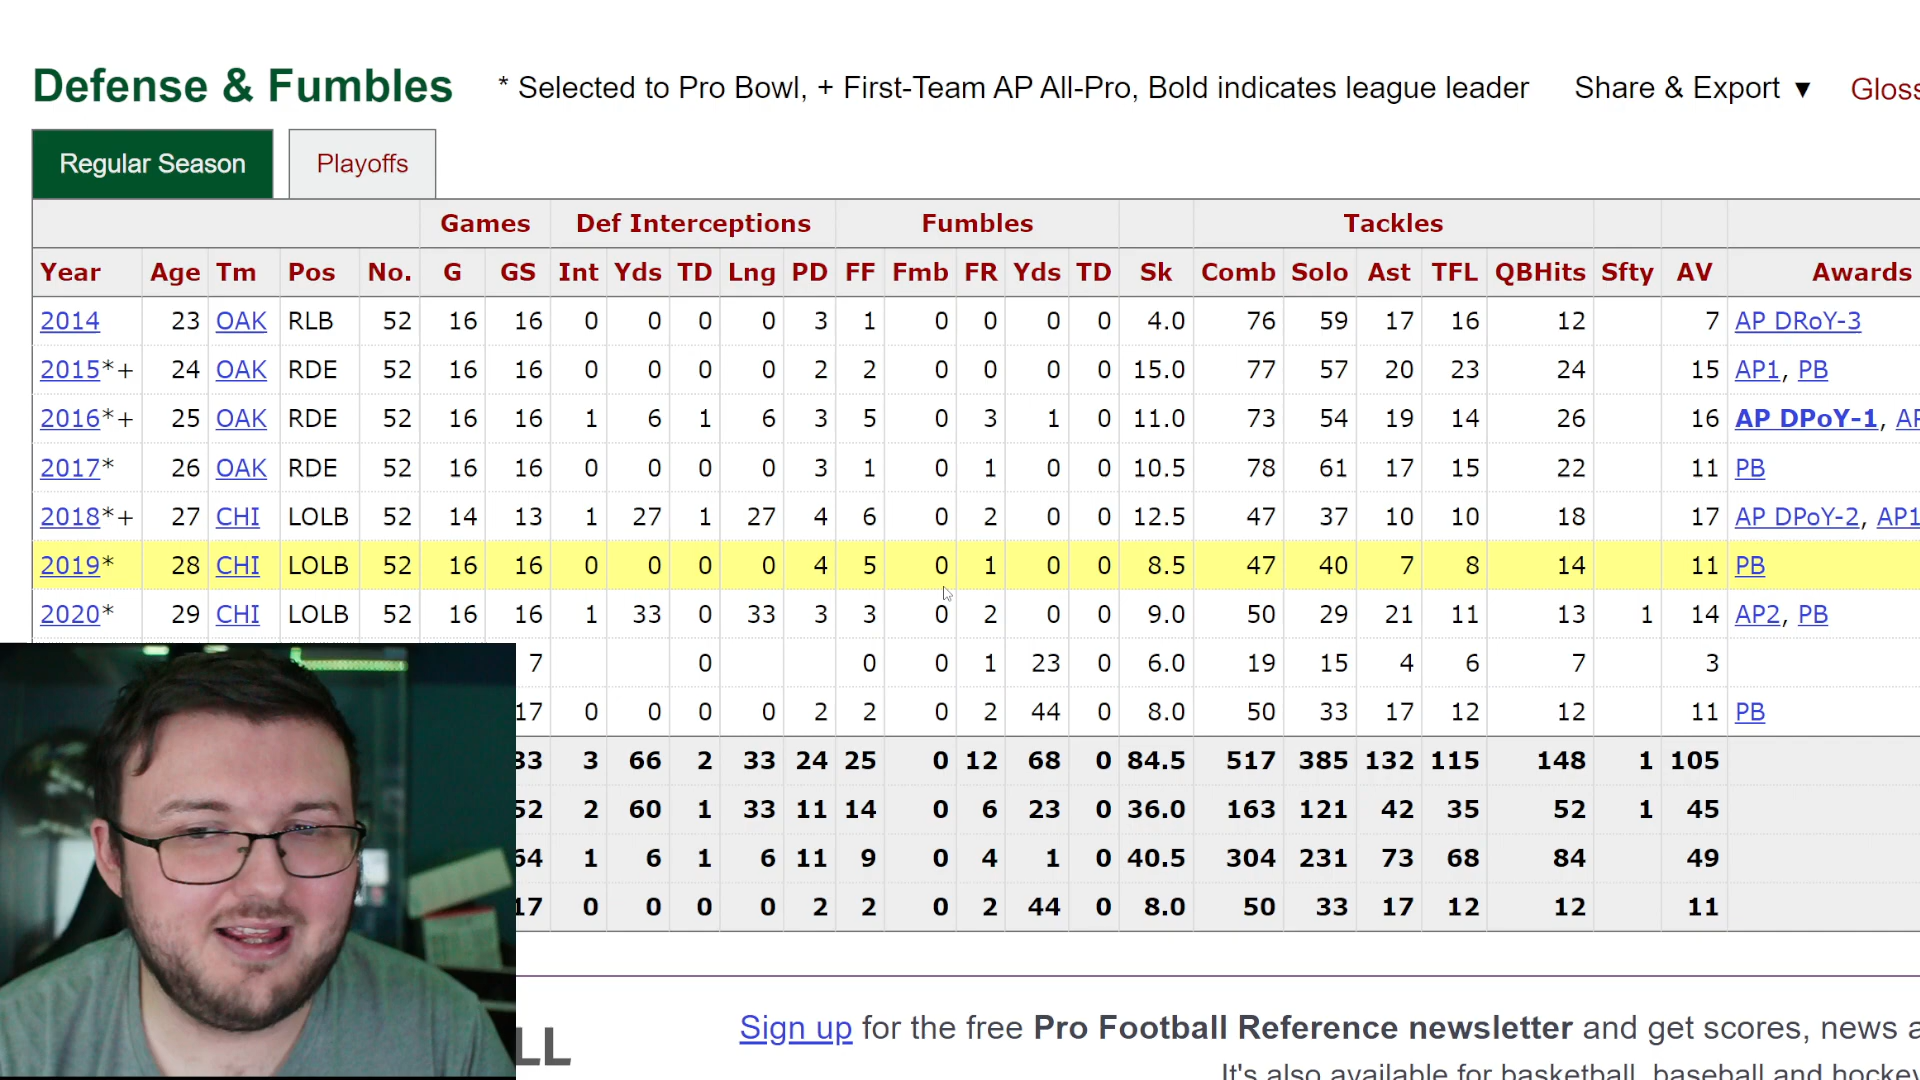 Defense & Fumbles * Selected to Pro Bowl, + First-Team AP All-Pro, Bold indicates league leader Share & Export ▼ Gloss
Regular Season Playoffs
Games Def Interceptions Fumbles Tackles
Year Age Tm Pos No. G GS Int Yds TD Lng PD FF Fmb FR Yds TD Sk Comb Solo Ast TFL QBHits Sfty AV Awards
2014 23 OAK RLB 52 16 16 0 0 0 0 3 1 0 0 0 0 4.0 76 59 17 16 12 7 AP DRoY-3
2015*+ 24 OAK RDE 52 16 16 0 0 0 0 2 2 0 0 0 0 15.0 77 57 20 23 24 15 AP1, PB
2016*+ 25 OAK RDE 52 16 16 1 6 1 6 3 5 0 3 1 0 11.0 73 54 19 14 26 16 AP DPoY-1, AP
2017* 26 OAK RDE 52 16 16 0 0 0 0 3 1 0 1 0 0 10.5 78 61 17 15 22 11 PB
2018*+ 27 CHI LOLB 52 14 13 1 27 1 27 4 6 0 2 0 0 12.5 47 37 10 10 18 17 AP DPoY-2, AP1
2019* 28 CHI LOLB 52 16 16 0 0 0 0 4 5 0 1 0 0 8.5 47 40 7 8 14 11 PB
2020* 29 CHI LOLB 52 16 16 1 33 0 33 3 3 0 2 0 0 9.0 50 29 21 11 13 1 14 AP2, PB
7 0 0 0 1 23 0 6.0 19 15 4 6 7 3
17 0 0 0 0 2 2 0 2 44 0 8.0 50 33 17 12 12 11 PB
33 3 66 2 33 24 25 0 12 68 0 84.5 517 385 132 115 148 1 105
52 2 60 1 33 11 14 0 6 23 0 36.0 163 121 42 35 52 1 45
64 1 6 1 6 11 9 0 4 1 0 40.5 304 231 73 68 84 49
17 0 0 0 0 2 2 0 2 44 0 8.0 50 33 17 12 12 11
LL Sign up for the free Pro Football Reference newsletter and get scores, news a
It's also available for basketball, baseball and hockey